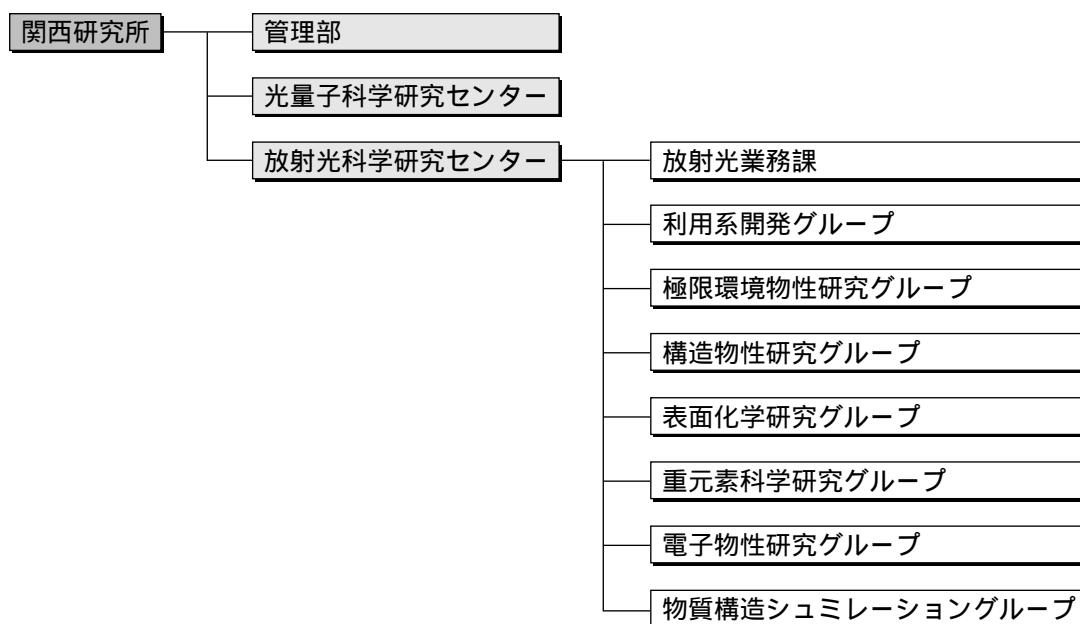 関西研究所
管理部
光量子科学研究センター
放射光科学研究センター
放射光業務課
利用系開発グループ
極限環境物性研究グループ
構造物性研究グループ
表面化学研究グループ
重元素科学研究グループ
電子物性研究グループ
物質構造シュミレーショングループ